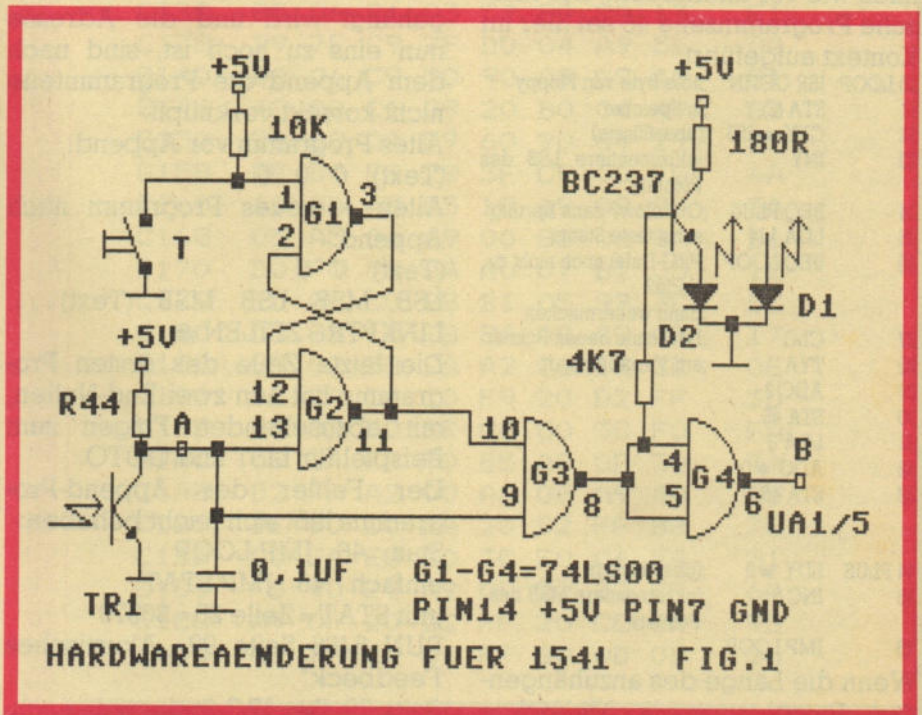 +5V
+5V
10K
180R
BC237
1
3
G1
2
T
D1
D2
+5V
4K7
R44
12
A
G2
13
11
10
4
B
G3
G4
9
8
5
6
UA1/5
0,1UF
G1-G4=74LS00
TR1
PIN14 +5V PIN7 GND
HARDWAREAENDERUNG FUER 1541 FIG.1